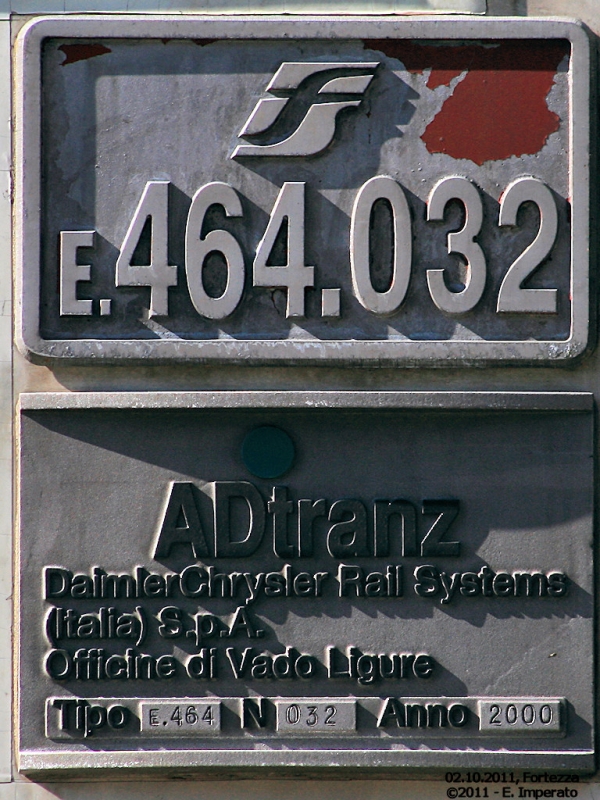 E.464.032
ADtranz
DaimlerChrysler Rail Systems
(Italia) S.p.A.
Officine di Vado Ligure
Tipo E.464 N 032 Anno 2000
02.10.2011, Fortezza
©2011 - E. Imperato